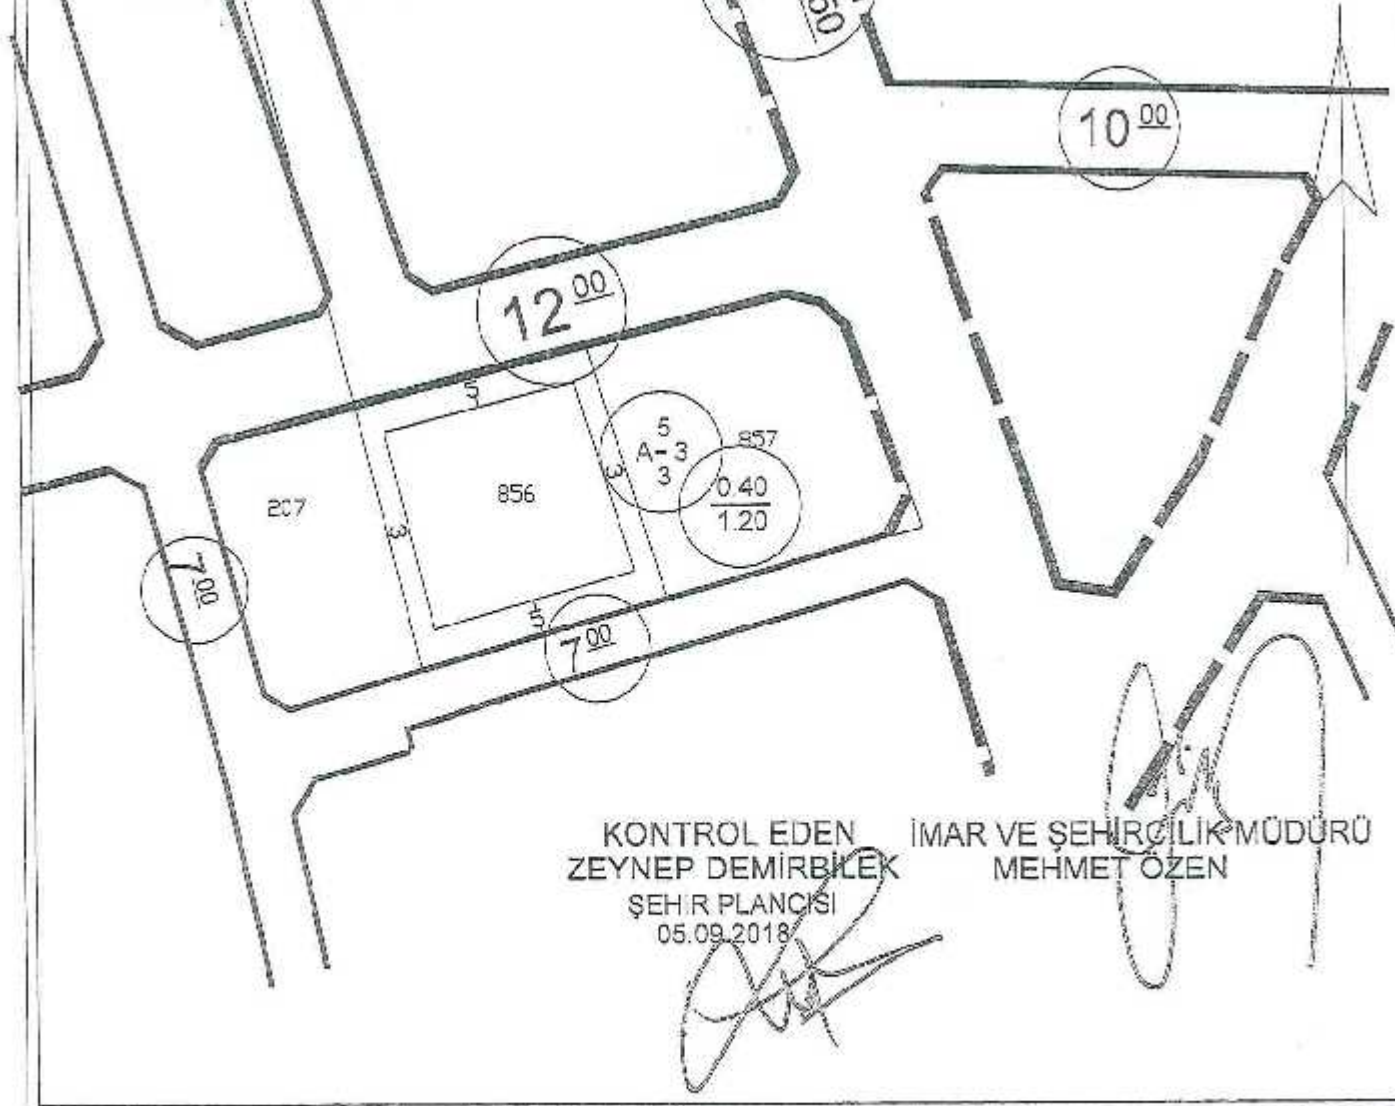 60
10 00
12 00
5
5
A-3
3
857
3
0.40
1.20
856
207
3
7 00
5
7 00
KONTROL EDEN
ZEYNEP DEMİRBİLEK
ŞEHİR PLANCISI
05.09.2018
İMAR VE ŞEHİRCİLİK MÜDÜRÜ
MEHMET ÖZEN